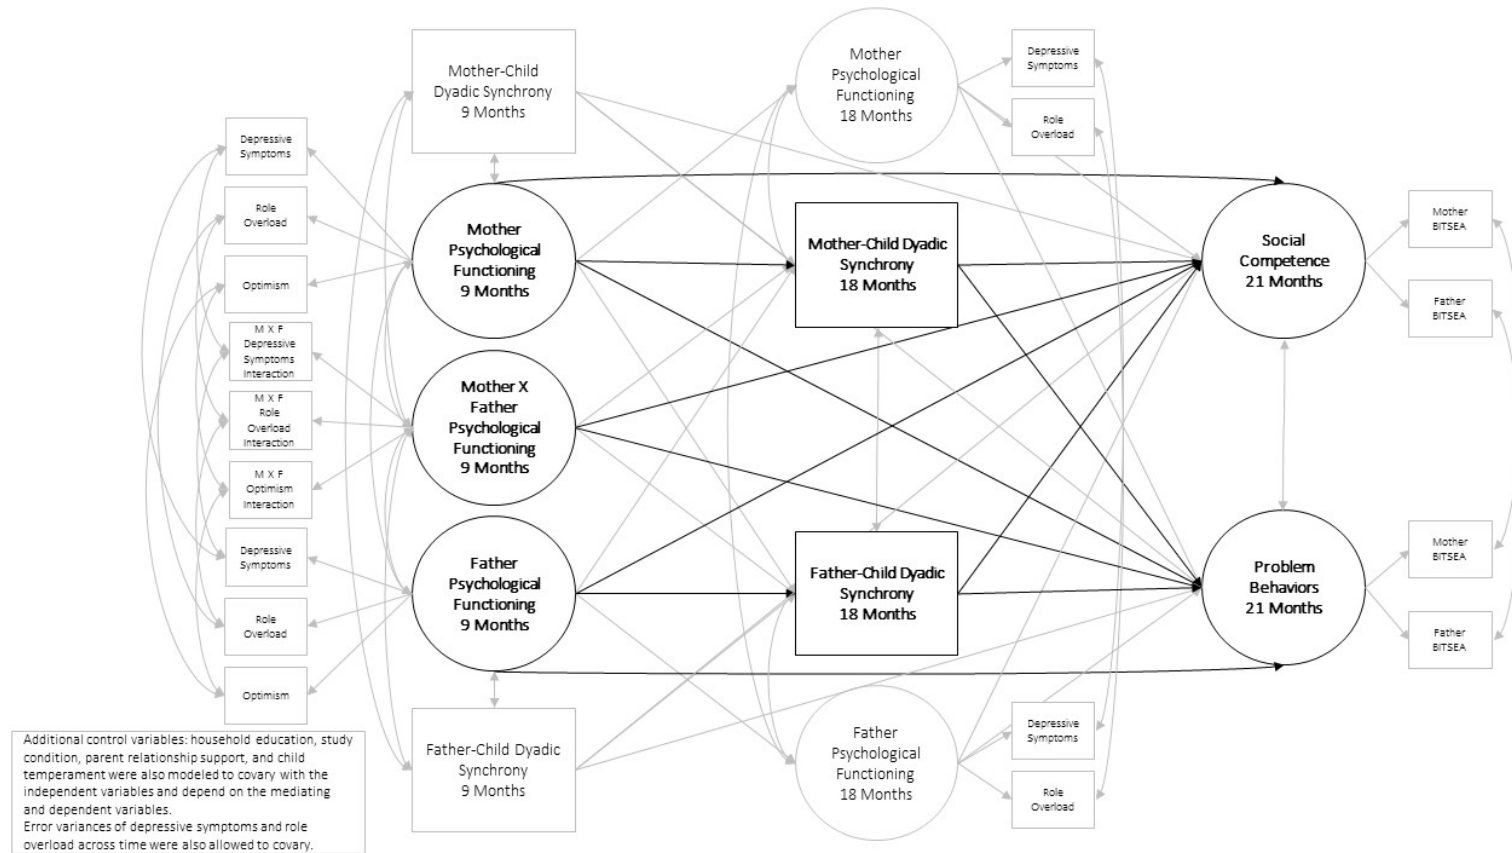 Mother-Child
Dyadic Synchrony
9 Months
Mother
Psychological
Functioning
18 Months
Depressive
Symptoms
Role
Overload
Depressive
Symptoms
Role
Overload
Optimism
M X F
Depressive
Symptoms
Interaction
M X F
Role
Overload
Interaction
M X F
Optimism
Interaction
Depressive
Symptoms
Role
Overload
Optimism
Mother
Psychological
Functioning
9 Months
Mother X
Father
Psychological
Functioning
9 Months
Father
Psychological
Functioning
9 Months
Mother-Child Dyadic
Synchrony
18 Months
Father-Child Dyadic
Synchrony
18 Months
Social
Competence
21 Months
Problem
Behaviors
21 Months
Mother
BITSEA
Father
BITSEA
Mother
BITSEA
Father
BITSEA
Father-Child Dyadic
Synchrony
9 Months
Father
Psychological
Functioning
18 Months
Depressive
Symptoms
Role
Overload
Additional control variables: household education, study
condition, parent relationship support, and child
temperament were also modeled to covary with the
independent variables and depend on the mediating
and dependent variables.
Error variances of depressive symptoms and role
overload across time were also allowed to covary.